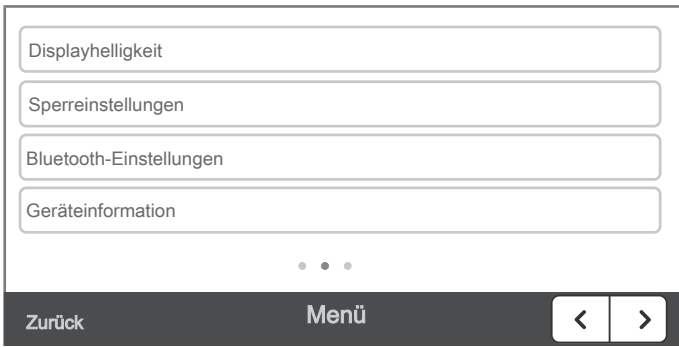 Displayhelligkeit
Sperreinstellungen
Bluetooth-Einstellungen
Geräteinformation
Zurück Menü